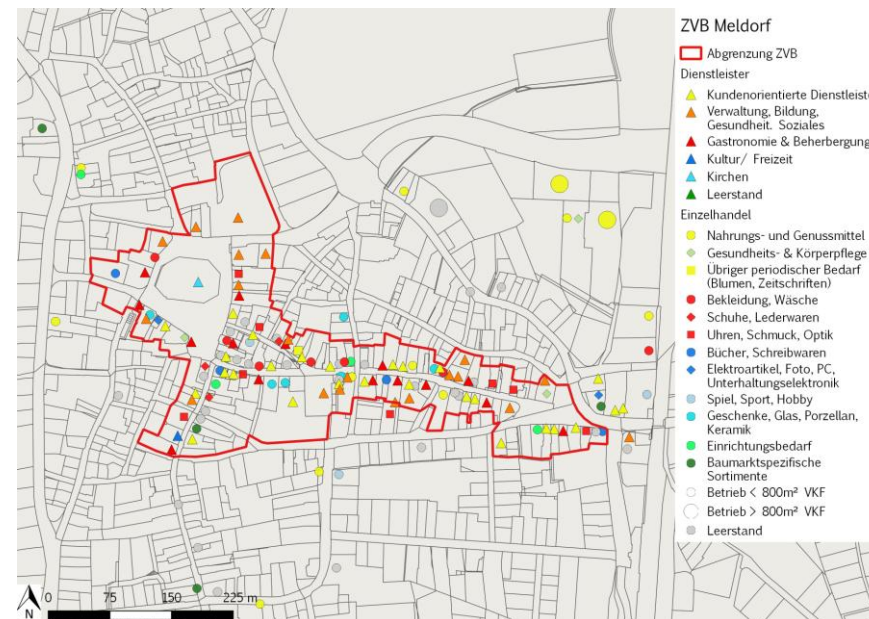 ZVB Meldorf
Abgrenzung ZVB
Dienstleister
Kundenorientierte Dienstleiste
Verwaltung, Bildung,
Gesundheit. Soziales
Gastronomie & Beherbergung
Kultur/ Freizeit
Kirchen
Leerstand
Einzelhandel
Nahrungs- und Genussmittel
Gesundheits- & Körperpflege
Übriger periodischer Bedarf
(Blumen, Zeitschriften)
Bekleidung, Wäsche
Schuhe, Lederwaren
Uhren, Schmuck, Optik
Bücher, Schreibwaren
Elektroartikel, Foto, PC,
Unterhaltungselektronik
Spiel, Sport, Hobby
Geschenke, Glas, Porzellan,
Keramik
Einrichtungsbedarf
Baumarktspezifische
Sortimente
Betrieb < 800m² VKF
Betrieb > 800m² VKF
Leerstand
N 0 75 150 225 m